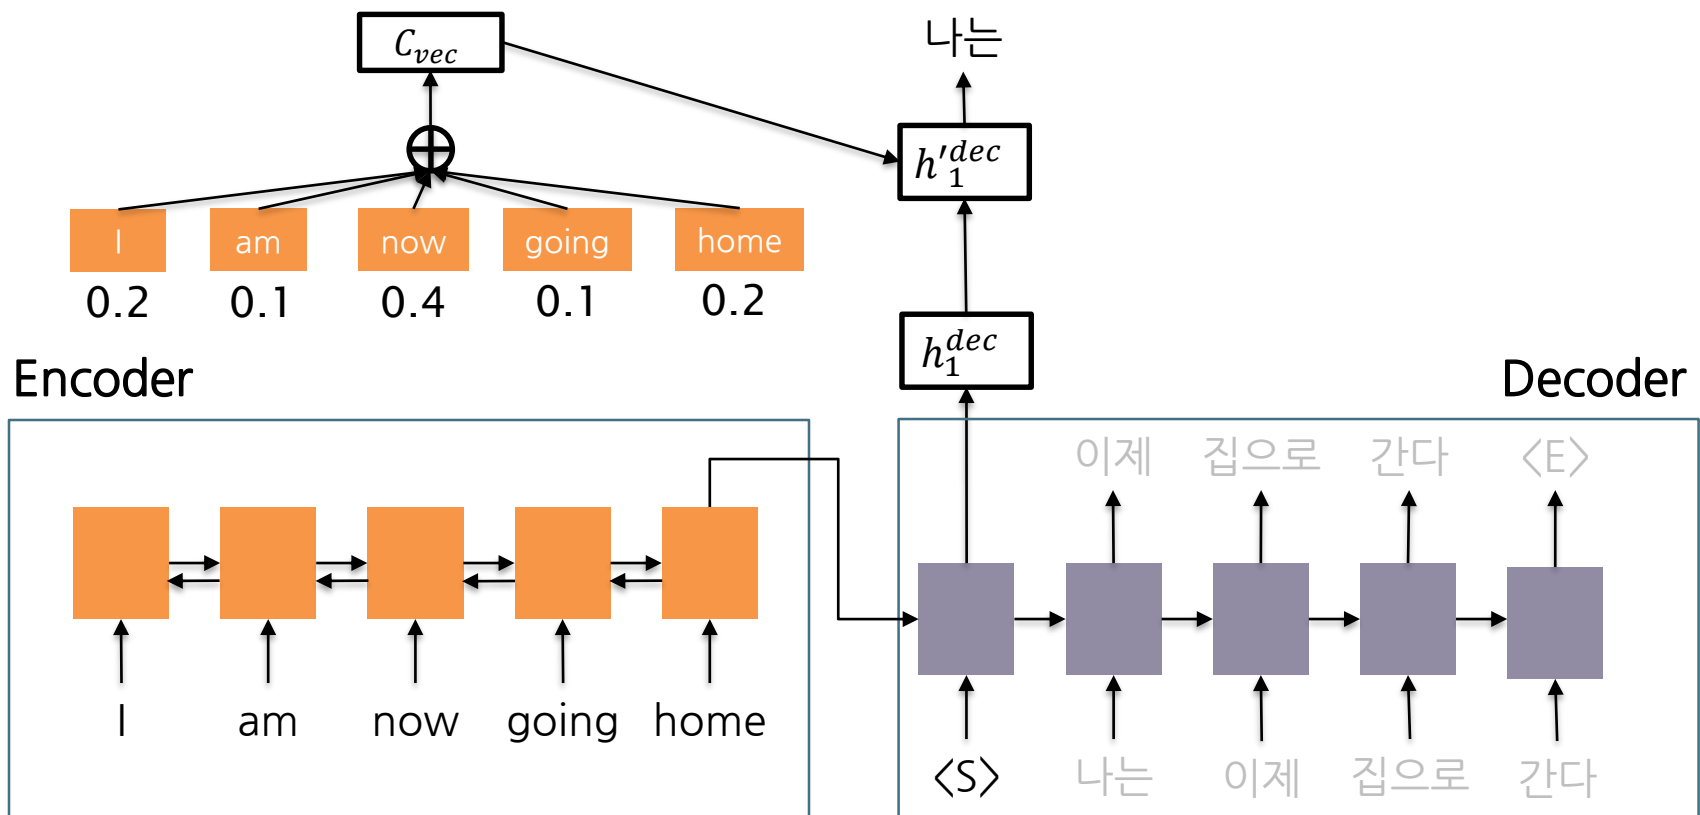 C_vec
나는
h'_1^dec
I am now going home
0.2 0.1 0.4 0.1 0.2
h_1^dec
Encoder
Decoder
이제 집으로 간다 <E>
I am now going home
<S> 나는 이제 집으로 간다